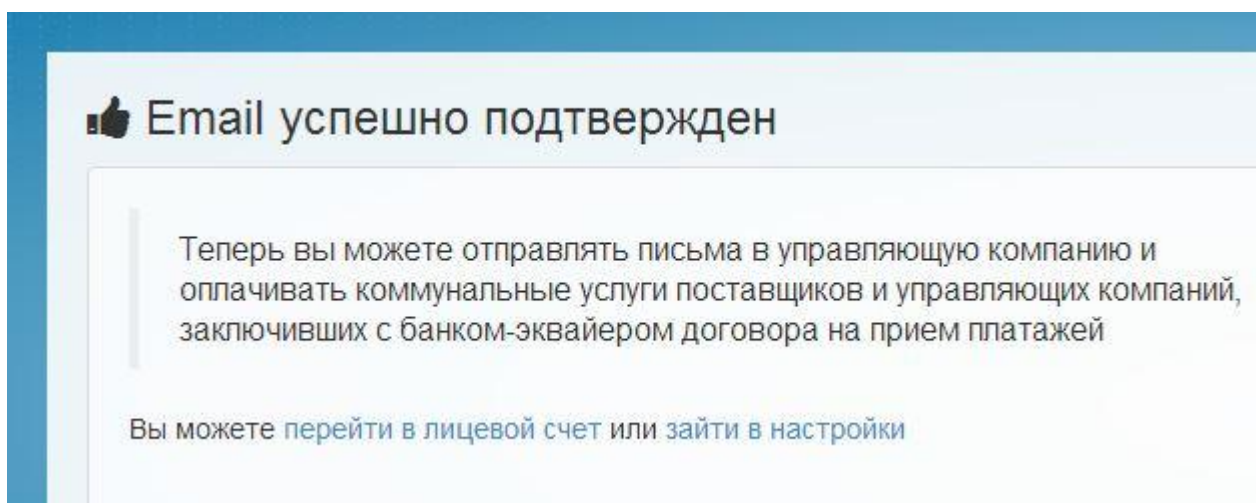 Email успешно подтвержден
Теперь вы можете отправлять письма в управляющую компанию и
оплачивать коммунальные услуги поставщиков и управляющих компаний,
заключивших с банком-эквайером договора на прием платажей
Вы можете перейти в лицевой счет или зайти в настройки